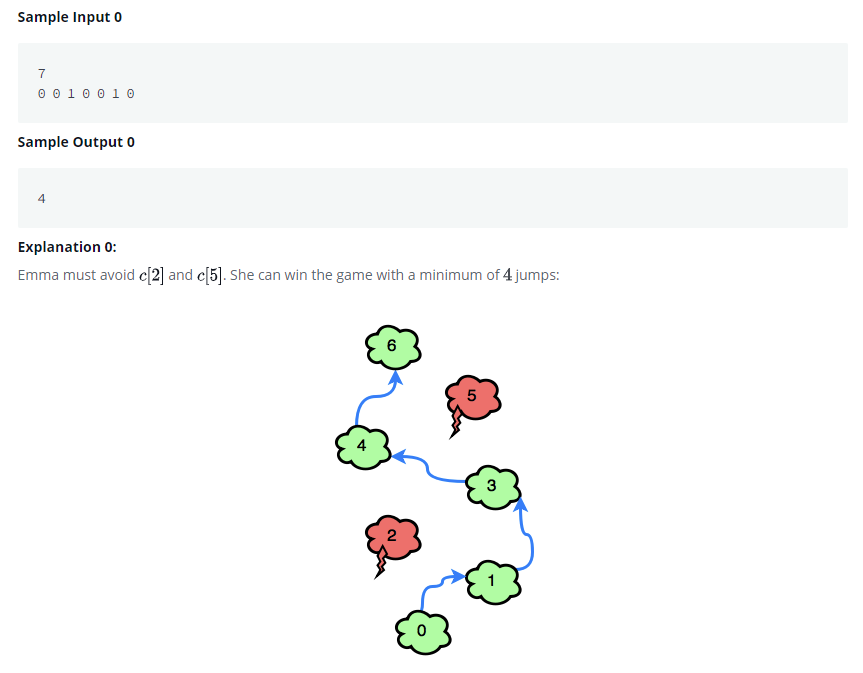 Sample Input 0
7
0 0 1 0 0 1 0
Sample Output 0
4
Explanation 0:
Emma must avoid c[2] and c[5]. She can win the game with a minimum of 4 jumps:
6
5
4
3
2
1
0